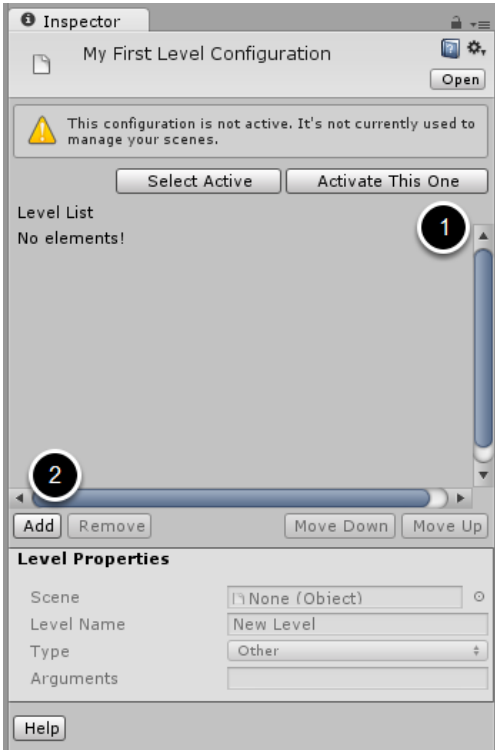 Inspector
My First Level Configuration
Open
This configuration is not active. It's not currently used to
manage your scenes.
Select Active Activate This One
Level List
1
No elements!
2
Add Remove Move Down Move Up
Level Properties
Scene None (Object)
Level Name New Level
Type Other
Arguments
Help